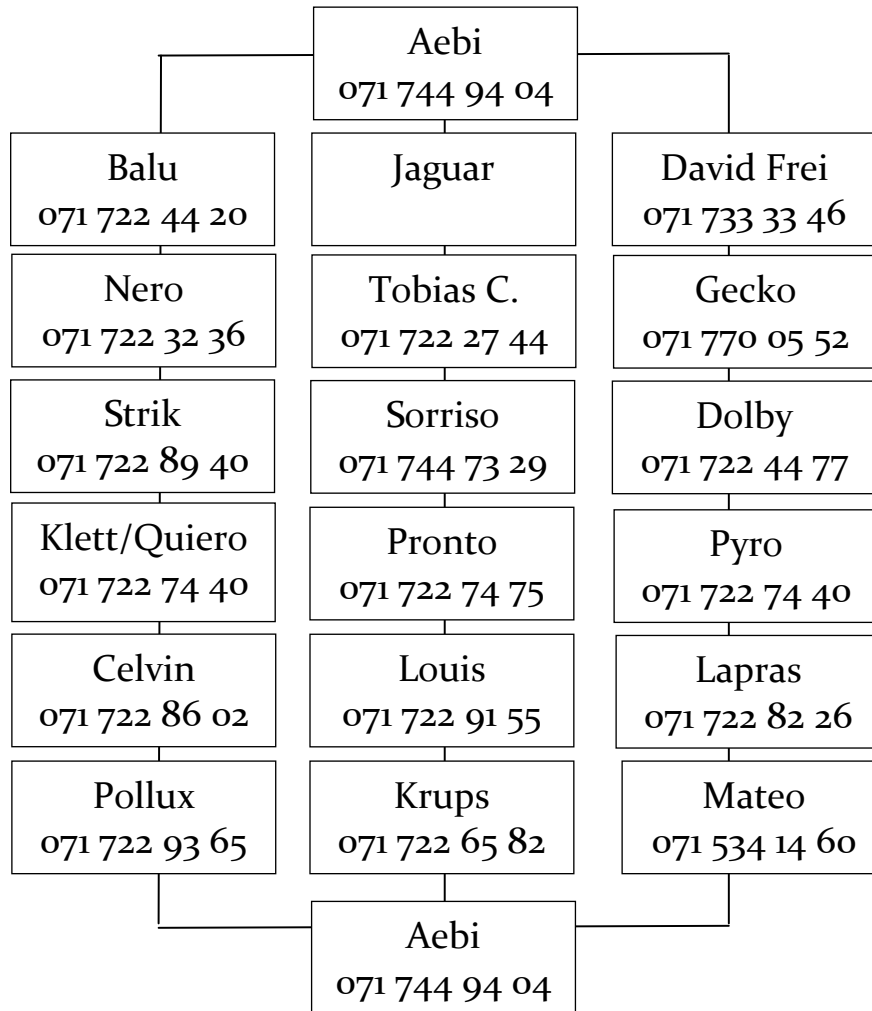 Aebi
071 744 94 04
Balu
071 722 44 20
Jaguar
David Frei
071 733 33 46
Nero
071 722 32 36
Tobias C.
071 722 27 44
Gecko
071 770 05 52
Strik
071 722 89 40
Sorriso
071 744 73 29
Dolby
071 722 44 77
Klett/Quiero
071 722 74 40
Pronto
071 722 74 75
Pyro
071 722 74 40
Celvin
071 722 86 02
Louis
071 722 91 55
Lapras
071 722 82 26
Pollux
071 722 93 65
Krups
071 722 65 82
Mateo
071 534 14 60
Aebi
071 744 94 04